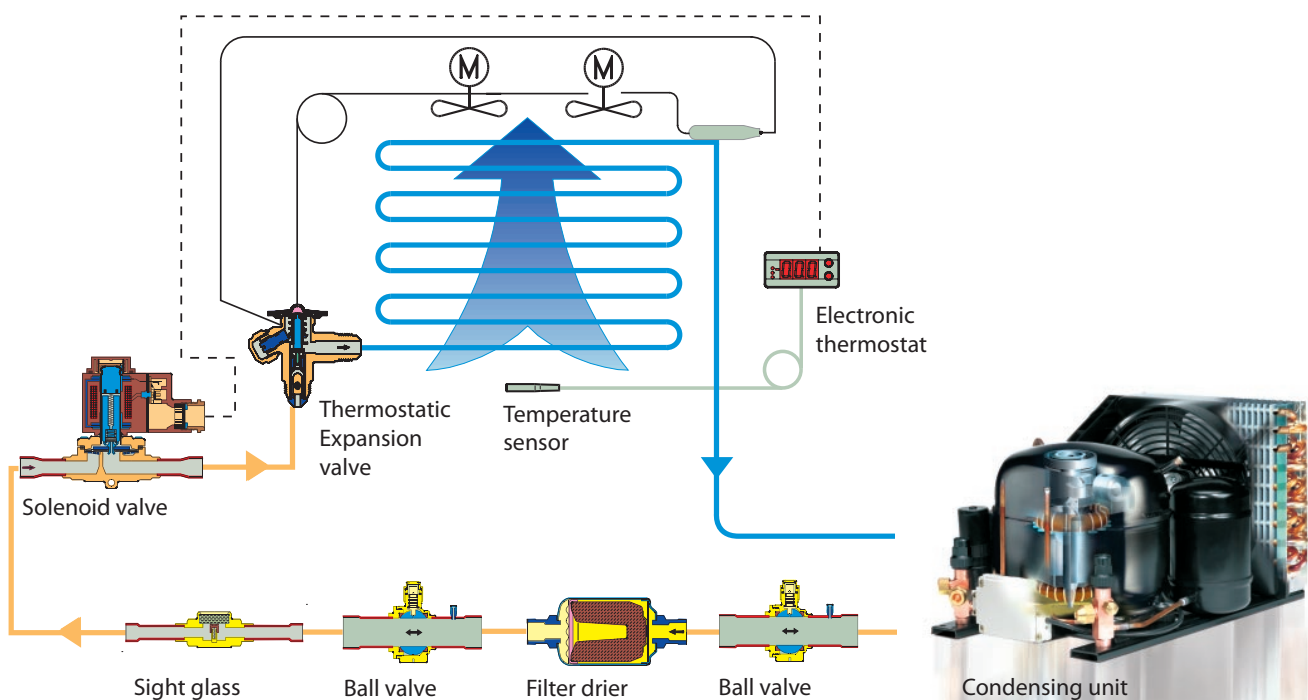 M
M
Electronic
thermostat
Thermostatic
Expansion
valve
Temperature
sensor
Solenoid valve
Sight glass
Ball valve
Filter drier
Ball valve
Condensing unit